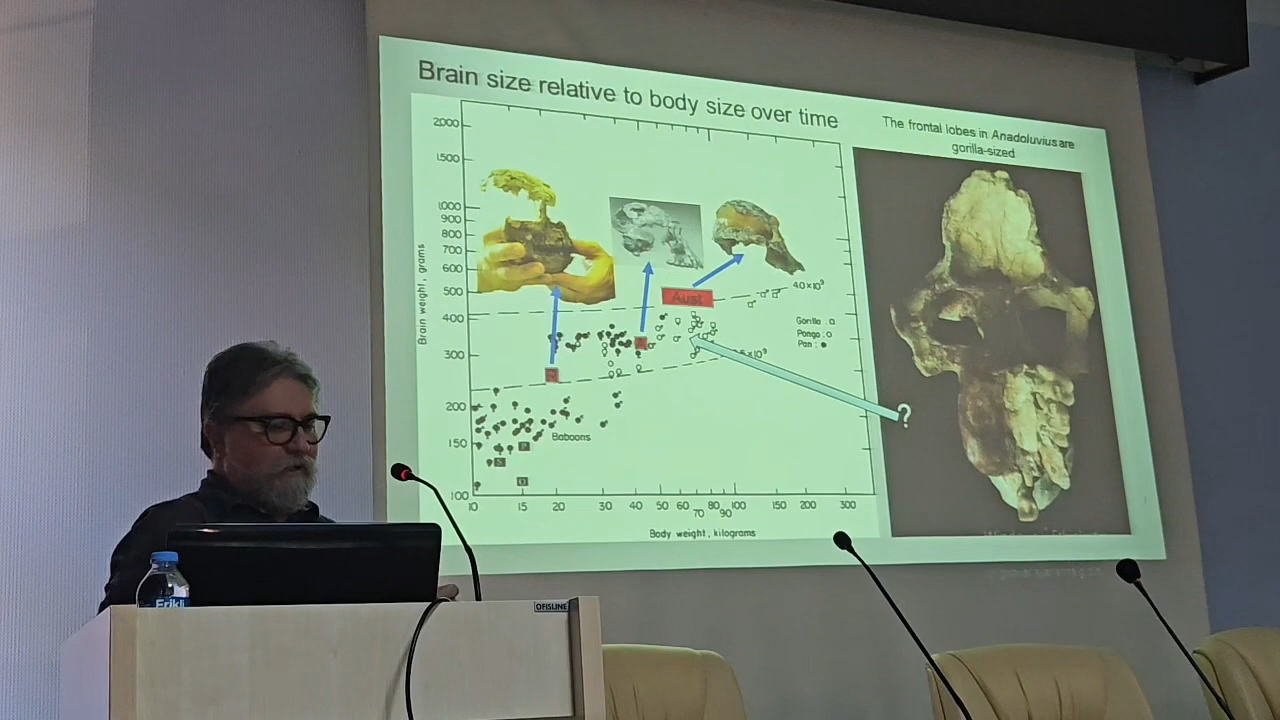 Brain size relative to body size over time
The frontal lobes in Anadoluvius are
gorilla-sized
2000
1500
1000
900
800
700
600
500
400
300
200
150
100
Brain weight, grams
Aust
40×10³
Gorilla
Pongo
Pan
R
?
Baboons
P
10
15
20
30
40
50
60
70
80
90
100
150
200
300
Body weight, kilograms
Erikli
OFISLINE